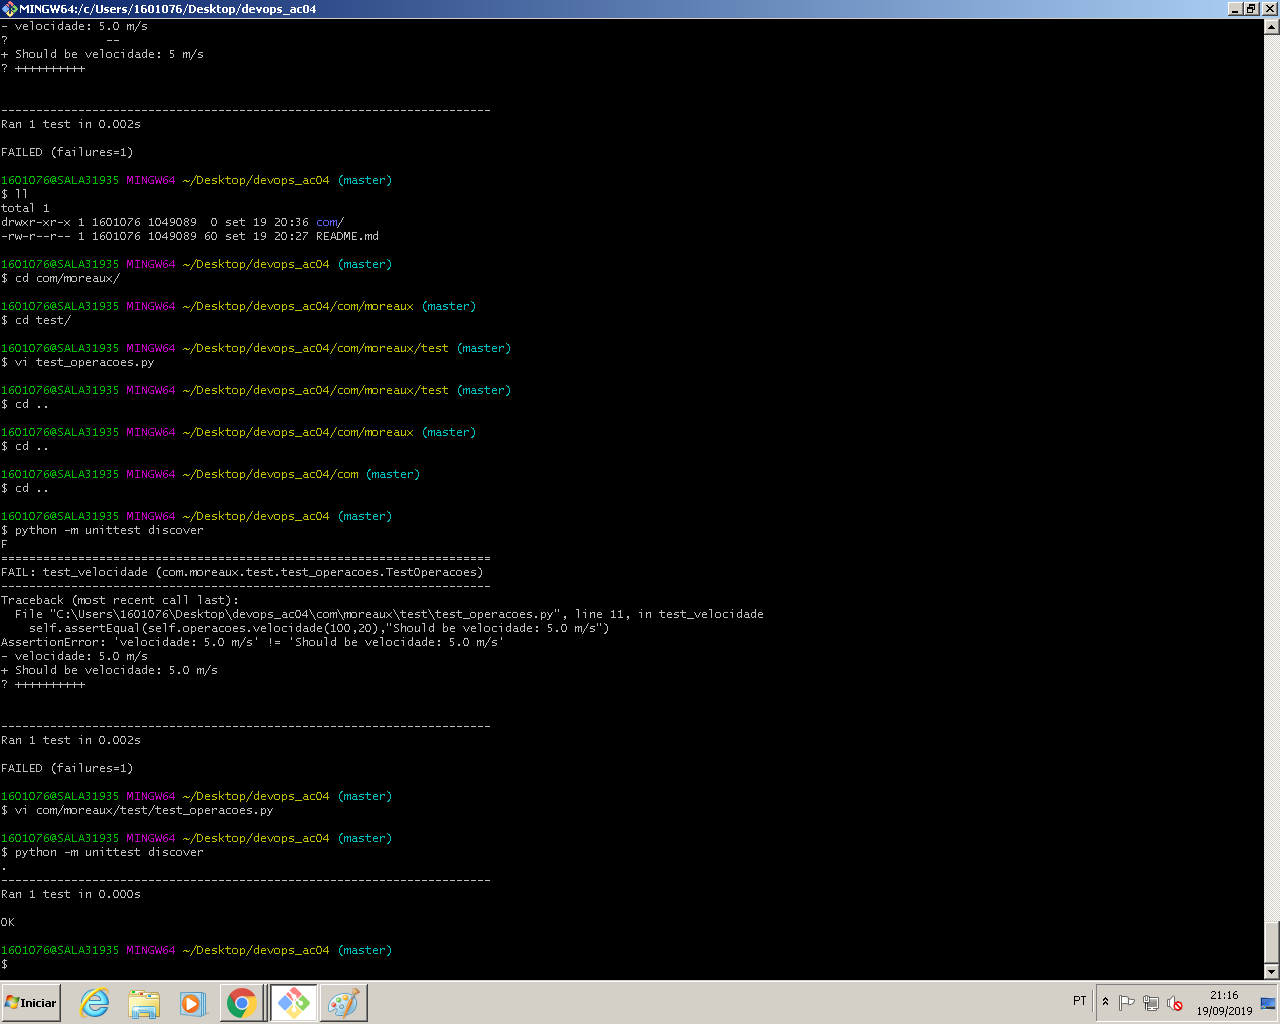 MINGW64:/c/Users/1601076/Desktop/devops_ac04
- velocidade: 5.0 m/s
?              --
+ Should be velocidade: 5 m/s
? ++++++++++
----------------------------------------------------------------------
Ran 1 test in 0.002s
FAILED (failures=1)
1601076@SALA31935 MINGW64 ~/Desktop/devops_ac04 (master)
$ ll
total 1
drwxr-xr-x 1 1601076 1049089  0 set 19 20:36 com/
-rw-r--r-- 1 1601076 1049089 60 set 19 20:27 README.md
1601076@SALA31935 MINGW64 ~/Desktop/devops_ac04 (master)
$ cd com/moreaux/
1601076@SALA31935 MINGW64 ~/Desktop/devops_ac04/com/moreaux (master)
$ cd test/
1601076@SALA31935 MINGW64 ~/Desktop/devops_ac04/com/moreaux/test (master)
$ vi test_operacoes.py
1601076@SALA31935 MINGW64 ~/Desktop/devops_ac04/com/moreaux/test (master)
$ cd ..
1601076@SALA31935 MINGW64 ~/Desktop/devops_ac04/com/moreaux (master)
$ cd ..
1601076@SALA31935 MINGW64 ~/Desktop/devops_ac04/com (master)
$ cd ..
1601076@SALA31935 MINGW64 ~/Desktop/devops_ac04 (master)
$ python -m unittest discover
F
======================================================================
FAIL: test_velocidade (com.moreaux.test.test_operacoes.TestOperacoes)
----------------------------------------------------------------------
Traceback (most recent call last):
  File "C:\Users\1601076\Desktop\devops_ac04\com\moreaux\test\test_operacoes.py", line 11, in test_velocidade
    self.assertEqual(self.operacoes.velocidade(100,20),"Should be velocidade: 5.0 m/s")
AssertionError: 'velocidade: 5.0 m/s' != 'Should be velocidade: 5.0 m/s'
- velocidade: 5.0 m/s
+ Should be velocidade: 5.0 m/s
? ++++++++++
----------------------------------------------------------------------
Ran 1 test in 0.002s
FAILED (failures=1)
1601076@SALA31935 MINGW64 ~/Desktop/devops_ac04 (master)
$ vi com/moreaux/test/test_operacoes.py
1601076@SALA31935 MINGW64 ~/Desktop/devops_ac04 (master)
$ python -m unittest discover
.
----------------------------------------------------------------------
Ran 1 test in 0.000s
OK
1601076@SALA31935 MINGW64 ~/Desktop/devops_ac04 (master)
$
Iniciar
PT
21:16
19/09/2019